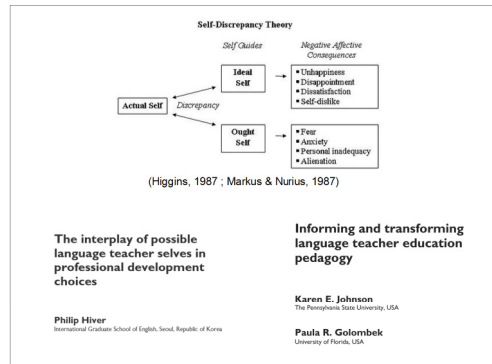 Self-Discrepancy Theory
Self Guides
Negative Affective
Consequences
Actual Self
Discrepancy
Ideal
Self
▪ Unhappiness
▪ Disappointment
▪ Dissatisfaction
▪ Self-dislike
Ought
Self
▪ Fear
▪ Anxiety
▪ Personal inadequacy
▪ Alienation
(Higgins, 1987 ; Markus & Nurius, 1987)
The interplay of possible
language teacher selves in
professional development
choices
Philip Hiver
International Graduate School of English, Seoul, Republic of Korea
Informing and transforming
language teacher education
pedagogy
Karen E. Johnson
The Pennsylvania State University, USA
Paula R. Golombek
University of Florida, USA